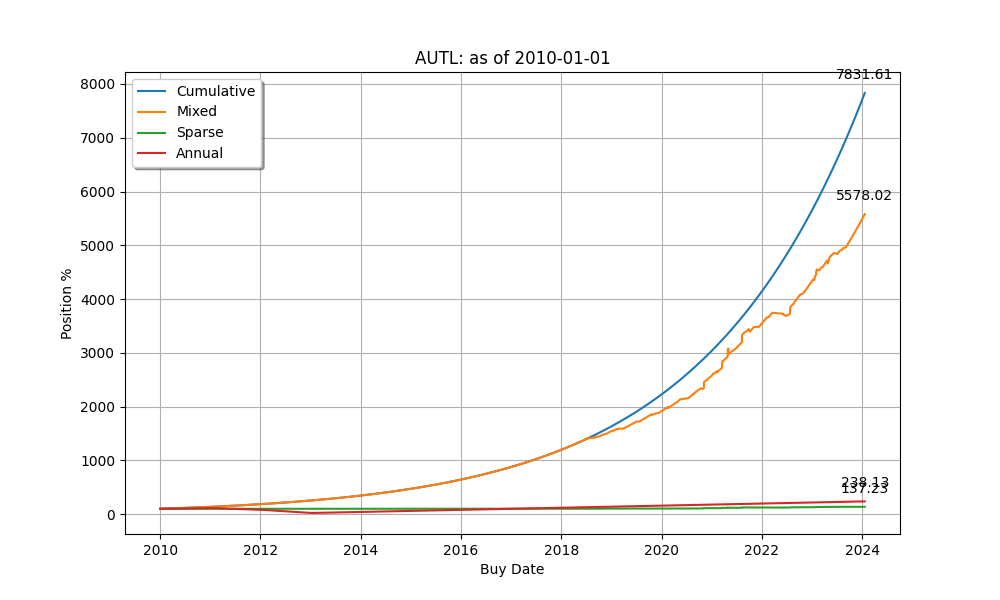 AUTL: as of 2010-01-01
Cumulative
Mixed
Sparse
Annual
7831.61
5578.02
238.13
137.23
Position %
8000
7000
6000
5000
4000
3000
2000
1000
0
2010 2012 2014 2016 2018 2020 2022 2024
Buy Date